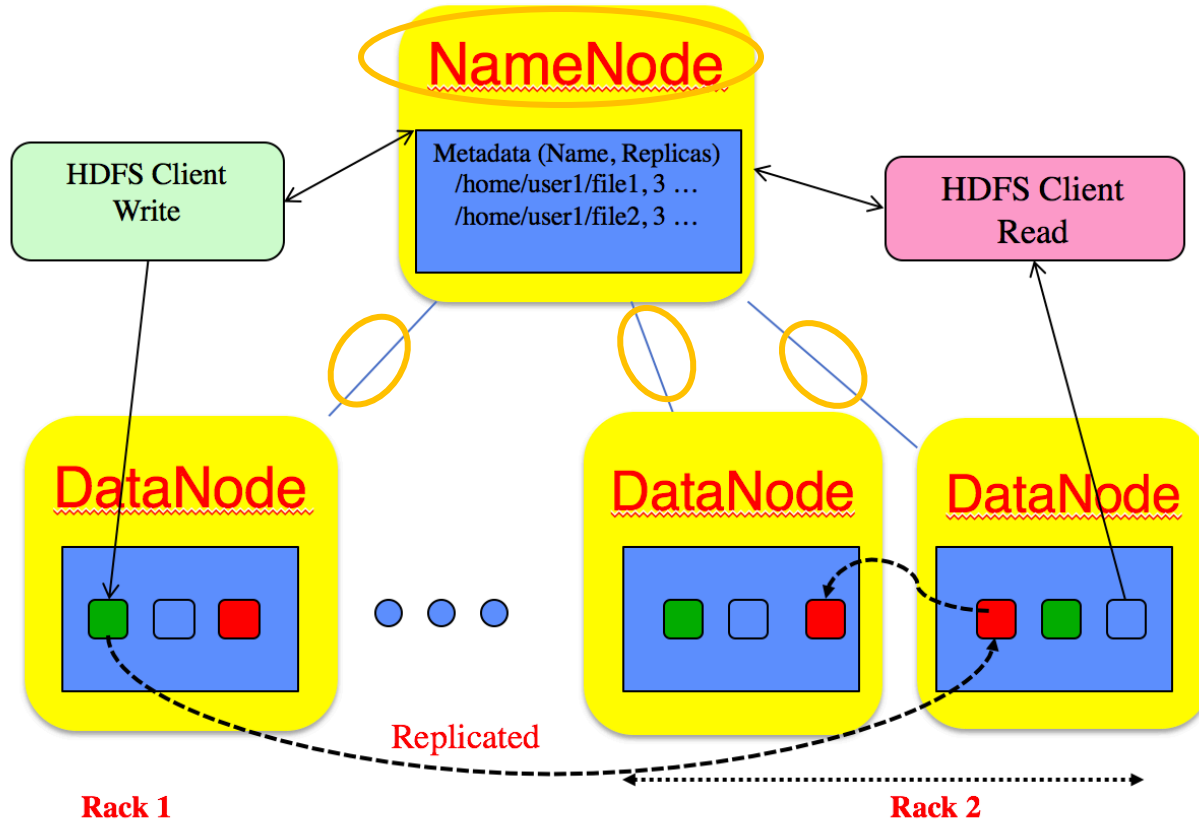 NameNode
HDFS Client
Write
Metadata (Name, Replicas)
/home/user1/file1, 3 ...
/home/user1/file2, 3 ...
HDFS Client
Read
DataNode
DataNode
DataNode
Replicated
Rack 1
Rack 2